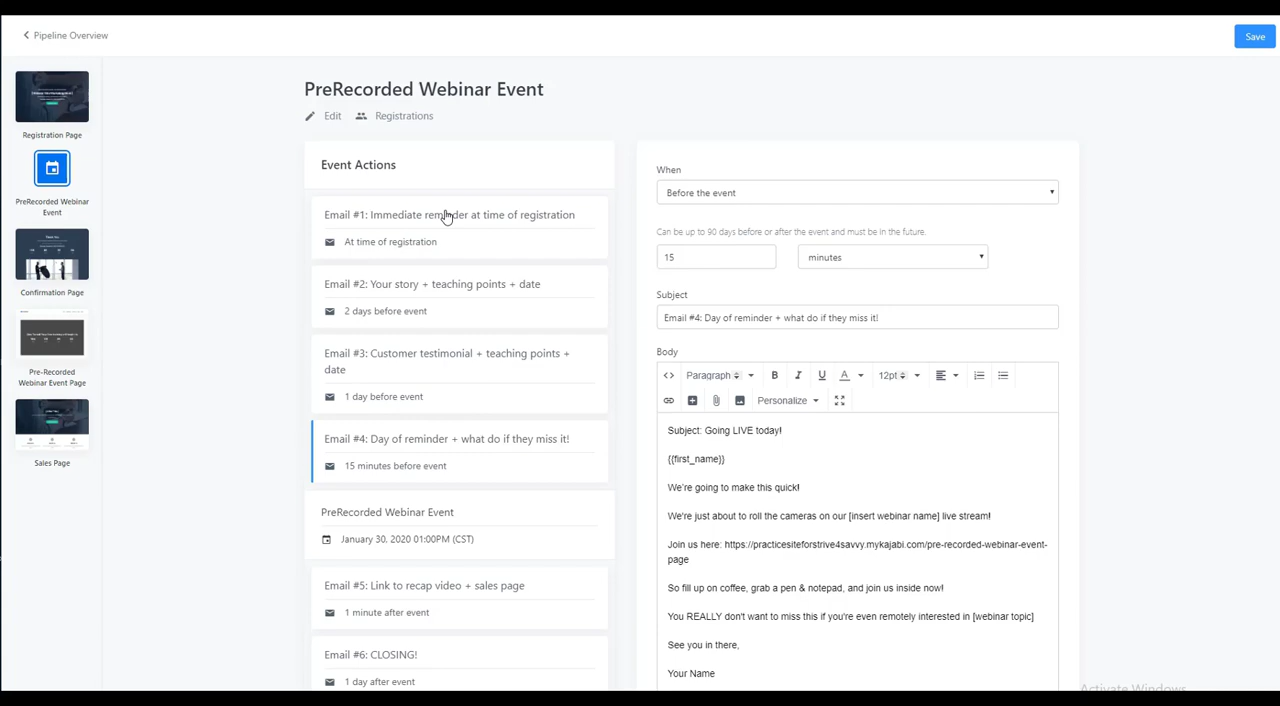 Pipeline Overview
Save
Registration Page
PreRecorded Webinar
Event
Confirmation Page
Pre-Recorded
Webinar Event Page
Sales Page
PreRecorded Webinar Event
Edit
Registrations
Event Actions
Email #1: Immediate reminder at time of registration
At time of registration
Email #2: Your story + teaching points + date
2 days before event
Email #3: Customer testimonial + teaching points +
date
1 day before event
Email #4: Day of reminder + what do if they miss it!
15 minutes before event
PreRecorded Webinar Event
January 30, 2020 01:00PM (CST)
Email #5: Link to recap video + sales page
1 minute after event
Email #6: CLOSING!
1 day after event
When
Before the event
Can be up to 90 days before or after the event and must be in the future.
15
minutes
Subject
Email #4: Day of reminder + what do if they miss it!
Body
Paragraph
B I U A 12pt
Personalize
Subject: Going LIVE today!
{{first_name}}
We're going to make this quick!
We're just about to roll the cameras on our [insert webinar name] live stream!
Join us here: https://practicesiteforstrive4savvy.mykajabi.com/pre-recorded-webinar-event-
page
So fill up on coffee, grab a pen & notepad, and join us inside now!
You REALLY don't want to miss this if you're even remotely interested in [webinar topic]
See you in there,
Your Name
Activate Windows